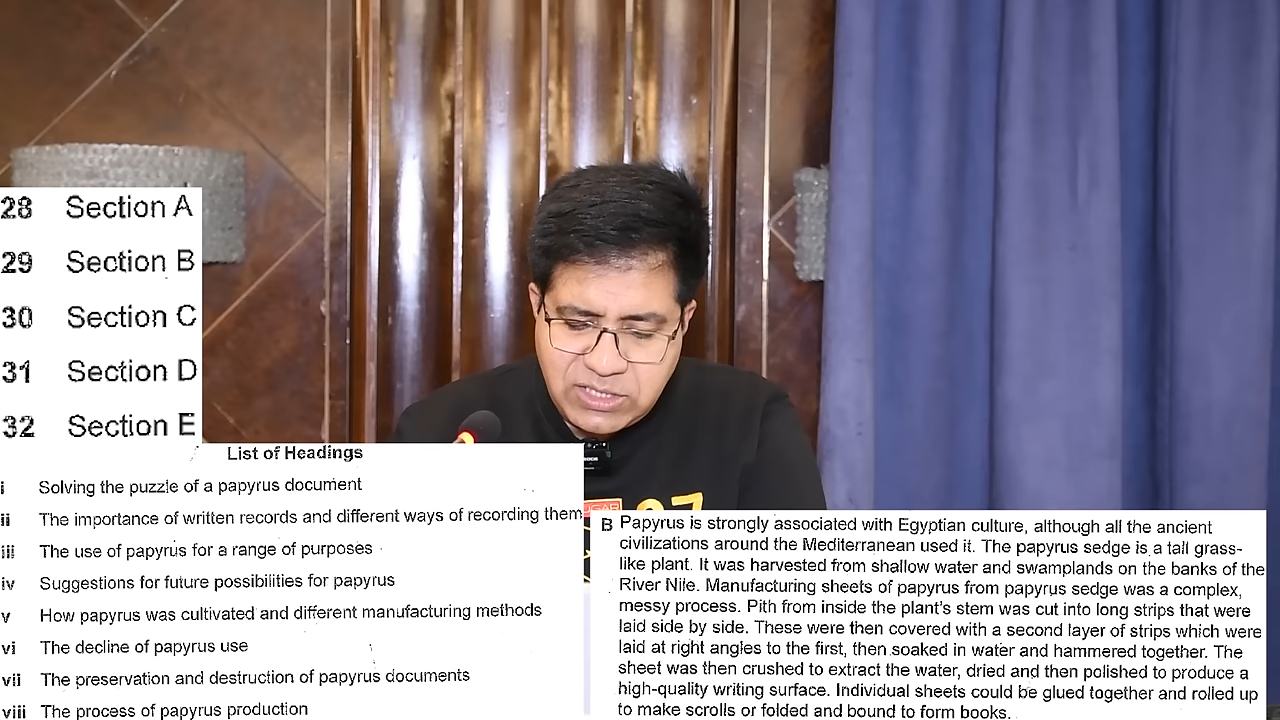 28 Section A
29 Section B
30 Section C
31 Section D
32 Section E
List of Headings
i Solving the puzzle of a papyrus document
ii The importance of written records and different ways of recording them
iii The use of papyrus for a range of purposes
iv Suggestions for future possibilities for papyrus
v How papyrus was cultivated and different manufacturing methods
vi The decline of papyrus use
vii The preservation and destruction of papyrus documents
viii The process of papyrus production
B Papyrus is strongly associated with Egyptian culture, although all the ancient
civilizations around the Mediterranean used it. The papyrus sedge is a tall grass-
like plant. It was harvested from shallow water and swamplands on the banks of the
River Nile. Manufacturing sheets of papyrus from papyrus sedge was a complex,
messy process. Pith from inside the plant's stem was cut into long strips that were
laid side by side. These were then covered with a second layer of strips which were
laid at right angles to the first, then soaked in water and hammered together. The
sheet was then crushed to extract the water, dried and then polished to produce a
high-quality writing surface. Individual sheets could be glued together and rolled up
to make scrolls or folded and bound to form books.